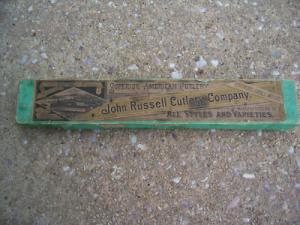 Superior American Cutlery
John Russell Cutlery Company
All Styles and Varieties.